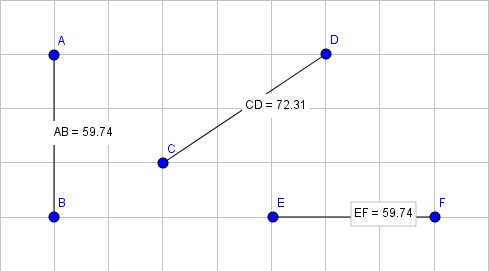 A
D
AB = 59.74
CD = 72.31
C
B
E
EF = 59.74
F